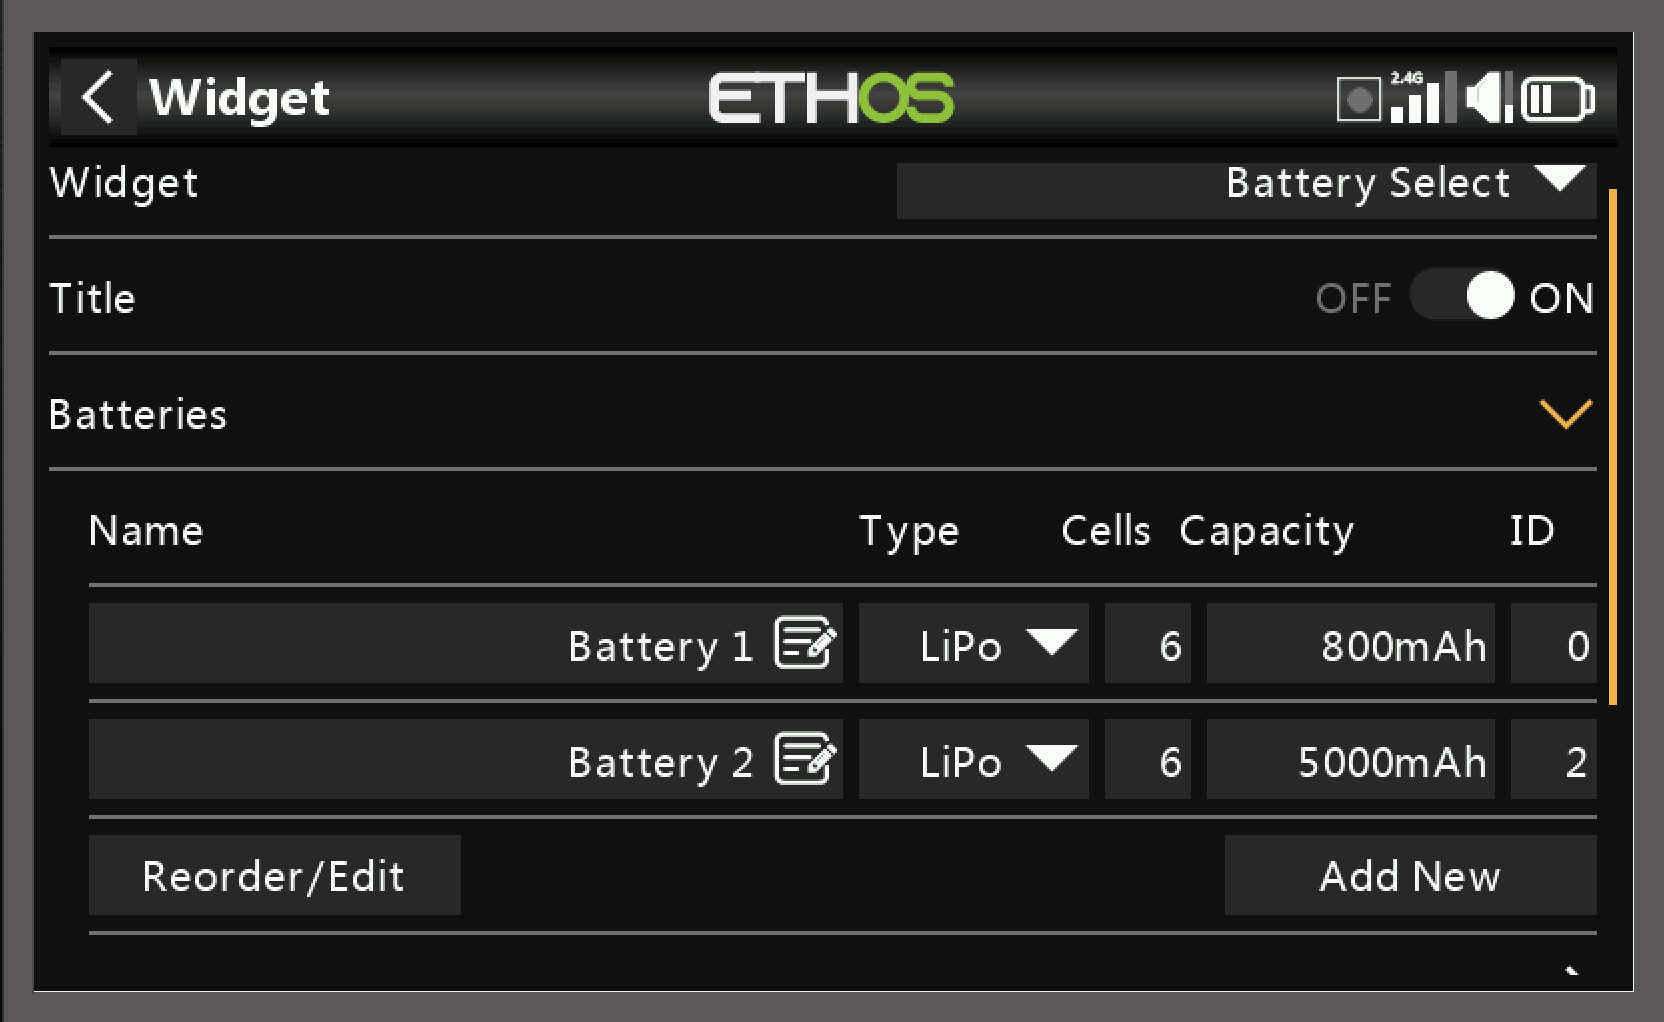 Widget ETHOS 2.4G
Widget Battery Select
Title OFF ON
Batteries
Name Type Cells Capacity ID
Battery 1 LiPo 6 800mAh 0
Battery 2 LiPo 6 5000mAh 2
Reorder/Edit Add New